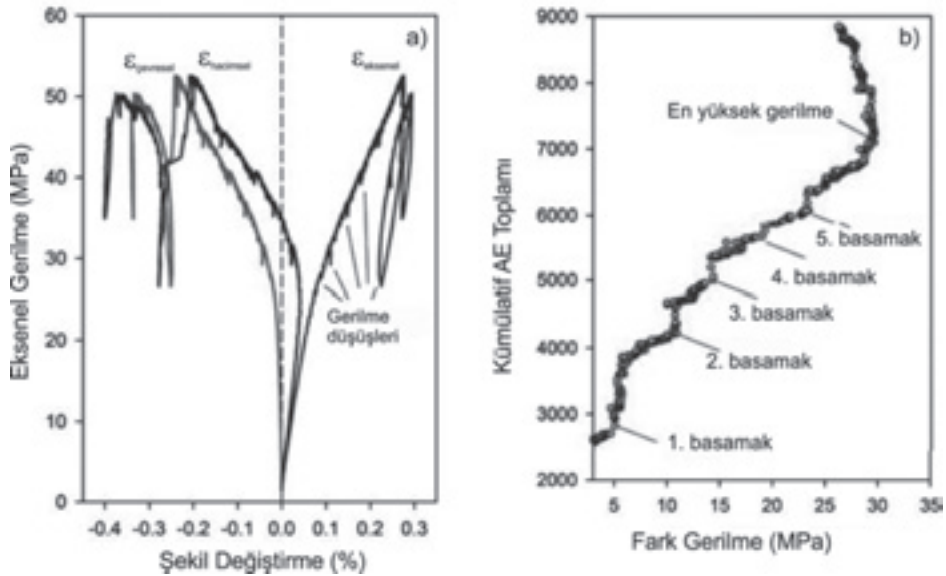 a)
60
50
40
30
20
10
0
Eksenel Gerilme (MPa)
εçevresel
εhacimsel
εeksenel
Gerilme
düşüşleri
-0.4 -0.3 -0.2 -0.1 0.0 0.1 0.2 0.3
Şekil Değiştirme (%)
b)
9000
8000
7000
6000
5000
4000
3000
2000
Kümülatif AE Toplamı
En yüksek gerilme
5. basamak
4. basamak
3. basamak
2. basamak
1. basamak
5 10 15 20 25 30 35
Fark Gerilme (MPa)